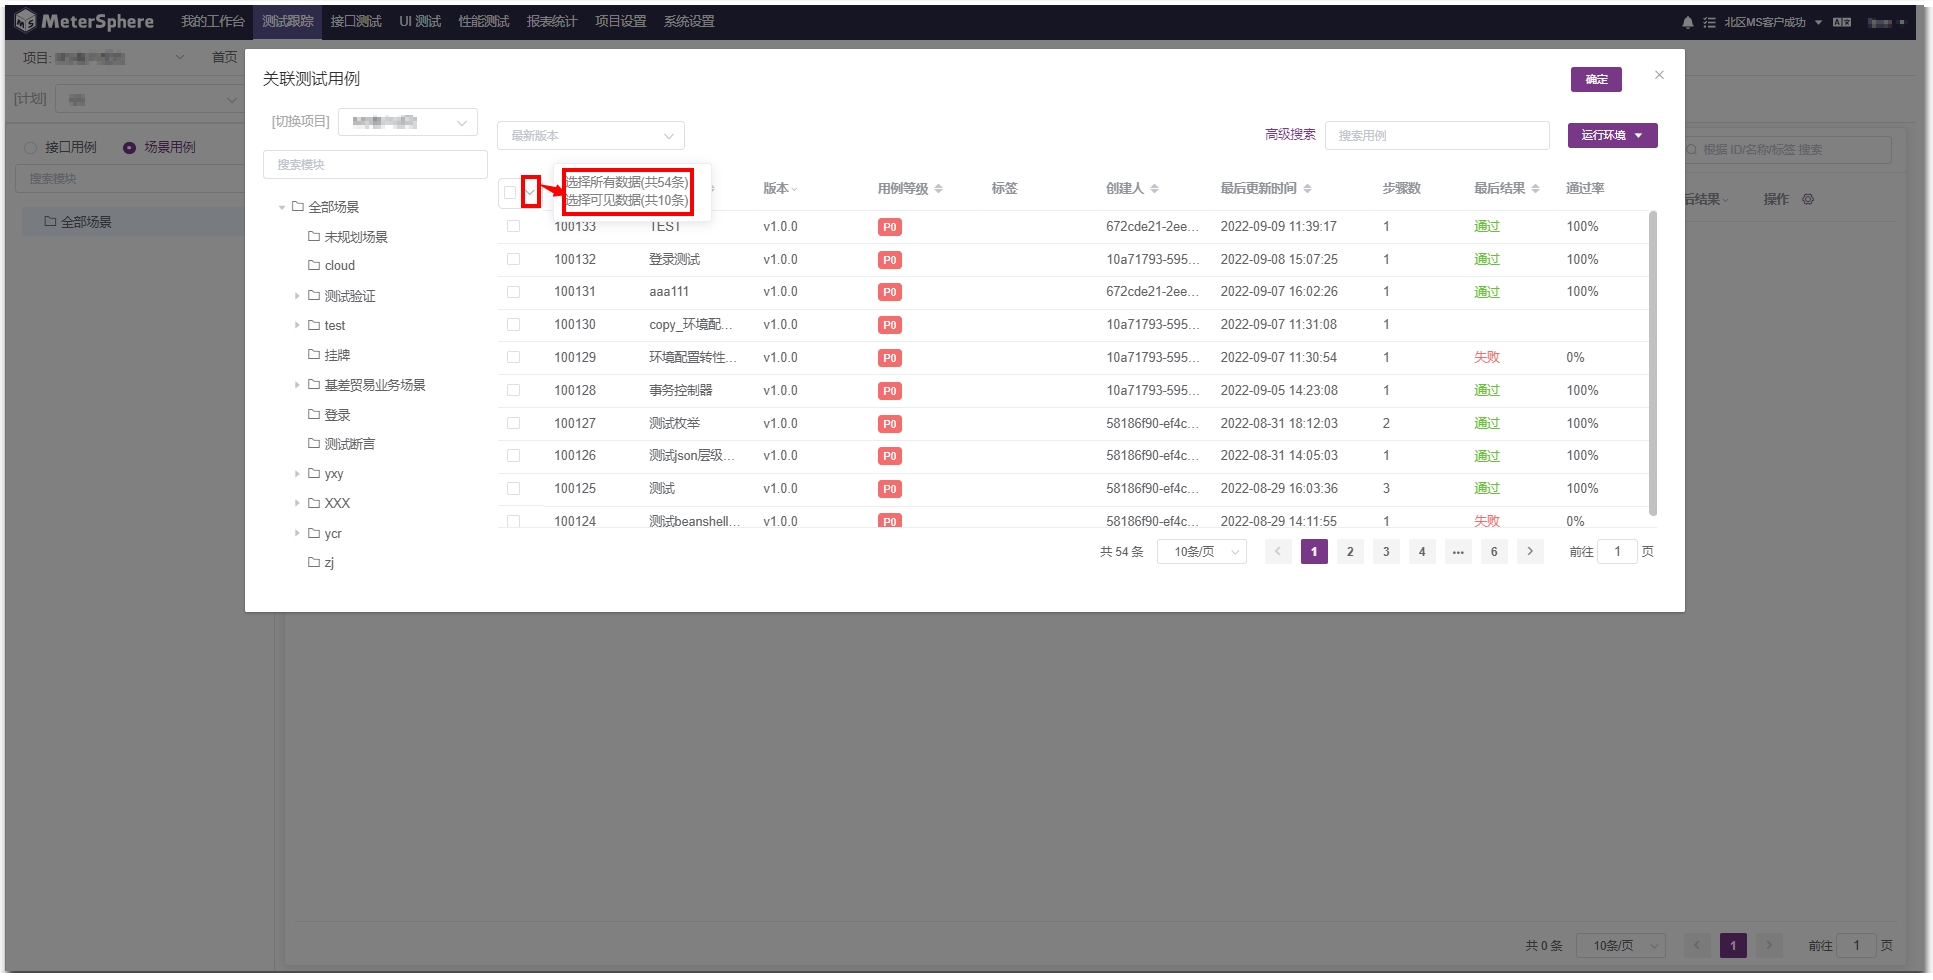 MeterSphere 我的工作台 测试跟踪 接口测试 UI 测试 性能测试 报表统计 项目设置 系统设置 北区MS客户成功
项目: 首页
[计划]
接口用例 场景用例
搜索模块
全部场景
根据 ID/名称/标签 搜索
后结果 操作
关联测试用例 确定
[切换项目] 最新版本 高级搜索 搜索用例 运行环境
搜索模块
全部场景
未规划场景
cloud
测试验证
test
挂牌
基差贸易业务场景
登录
测试断言
yxy
XXX
ycr
zj
选择所有数据(共54条)
选择可见数据(共10条)
版本 用例等级 标签 创建人 最后更新时间 步骤数 最后结果 通过率
100133 TEST v1.0.0 P0 672cde21-2ee... 2022-09-09 11:39:17 1 通过 100%
100132 登录测试 v1.0.0 P0 10a71793-595... 2022-09-08 15:07:25 1 通过 100%
100131 aaa111 v1.0.0 P0 672cde21-2ee... 2022-09-07 16:02:26 1 通过 100%
100130 copy_环境配... v1.0.0 P0 10a71793-595... 2022-09-07 11:31:08 1
100129 环境配置转性... v1.0.0 P0 10a71793-595... 2022-09-07 11:30:54 1 失败 0%
100128 事务控制器 v1.0.0 P0 10a71793-595... 2022-09-05 14:23:08 1 通过 100%
100127 测试枚举 v1.0.0 P0 58186f90-ef4c... 2022-08-31 18:12:03 2 通过 100%
100126 测试json层级... v1.0.0 P0 58186f90-ef4c... 2022-08-31 14:05:03 1 通过 100%
100125 测试 v1.0.0 P0 58186f90-ef4c... 2022-08-29 16:03:36 3 通过 100%
100124 测试beanshell... v1.0.0 P0 58186f90-ef4c... 2022-08-29 14:11:55 1 失败 0%
共 54 条 10条/页 1 2 3 4 ... 6 前往 1 页
共 0 条 10条/页 1 前往 1 页